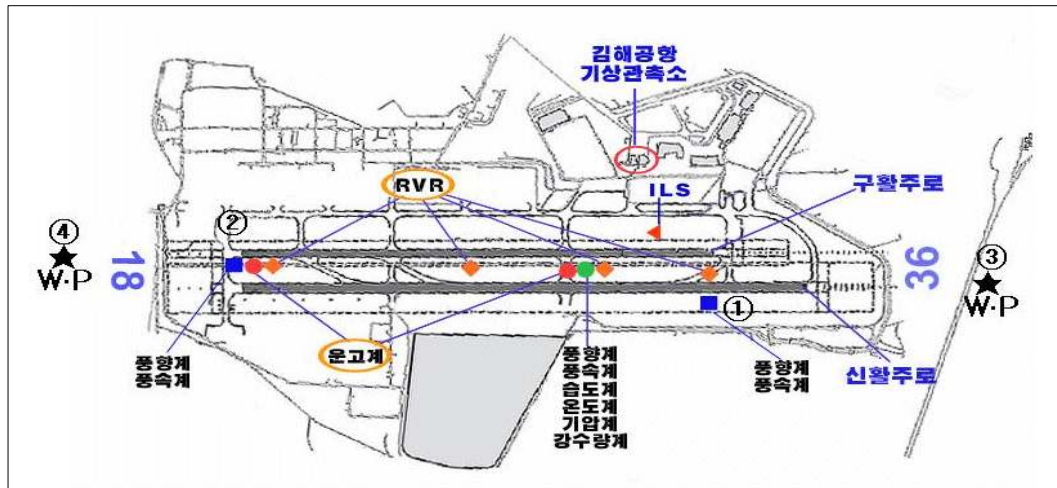 김해공항
기상관측소
RVR
ILS
구활주로
④
W·P
18
②
36
③
W·P
①
운고계
풍향계
풍속계
풍향계
풍속계
습도계
온도계
기압계
강수량계
풍향계
풍속계
신활주로